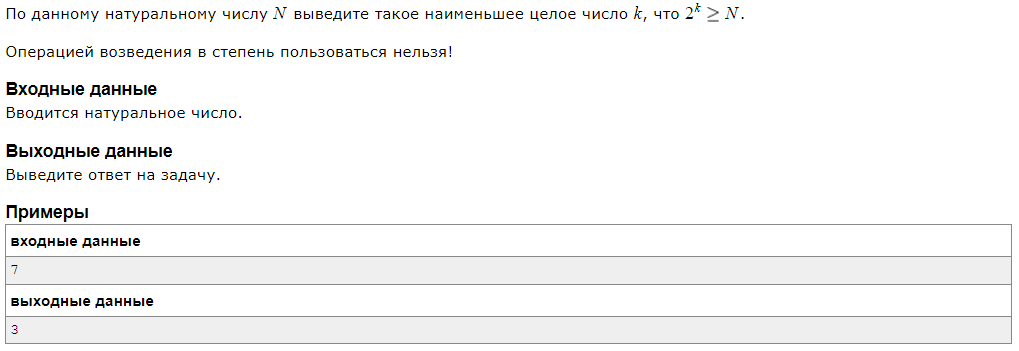 По данному натуральному числу N выведите такое наименьшее целое число k, что 2^k ≥ N.
Операцией возведения в степень пользоваться нельзя!
Входные данные
Вводится натуральное число.
Выходные данные
Выведите ответ на задачу.
Примеры
входные данные
7
выходные данные
3